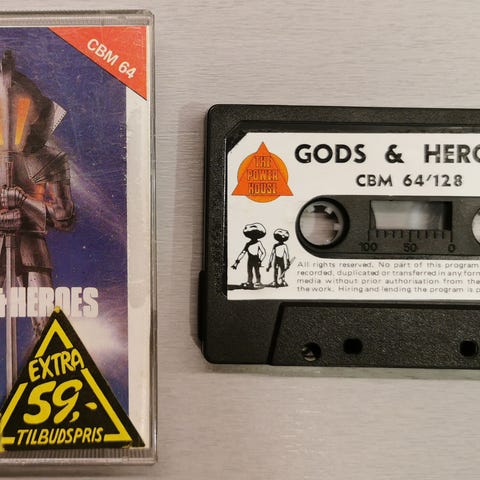 CBM 64
& HEROES
EXTRA
59,-
TILBUDSPRIS
THE
POWER
HOUSE
GODS & HERO
CBM 64/128
100 50 0
All rights reserved. No part of this program
recorded, duplicated or transferred in any form
media without prior authorisation from the
the work. Hiring and lending the program is p